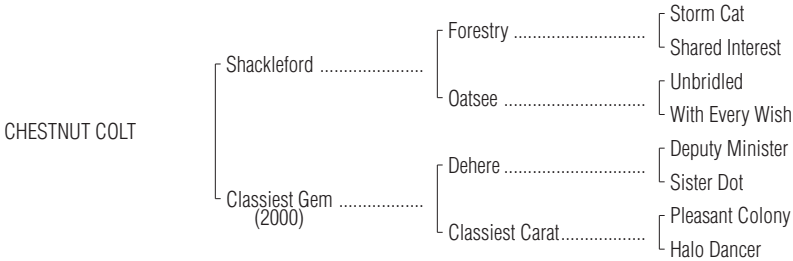 Storm Cat
Forestry ............................
Shared Interest
Shackleford ......................
Unbridled
Oatsee ..............................
With Every Wish
CHESTNUT COLT
Deputy Minister
Dehere ..............................
Sister Dot
Classiest Gem ..................
(2000)
Pleasant Colony
Classiest Carat..................
Halo Dancer